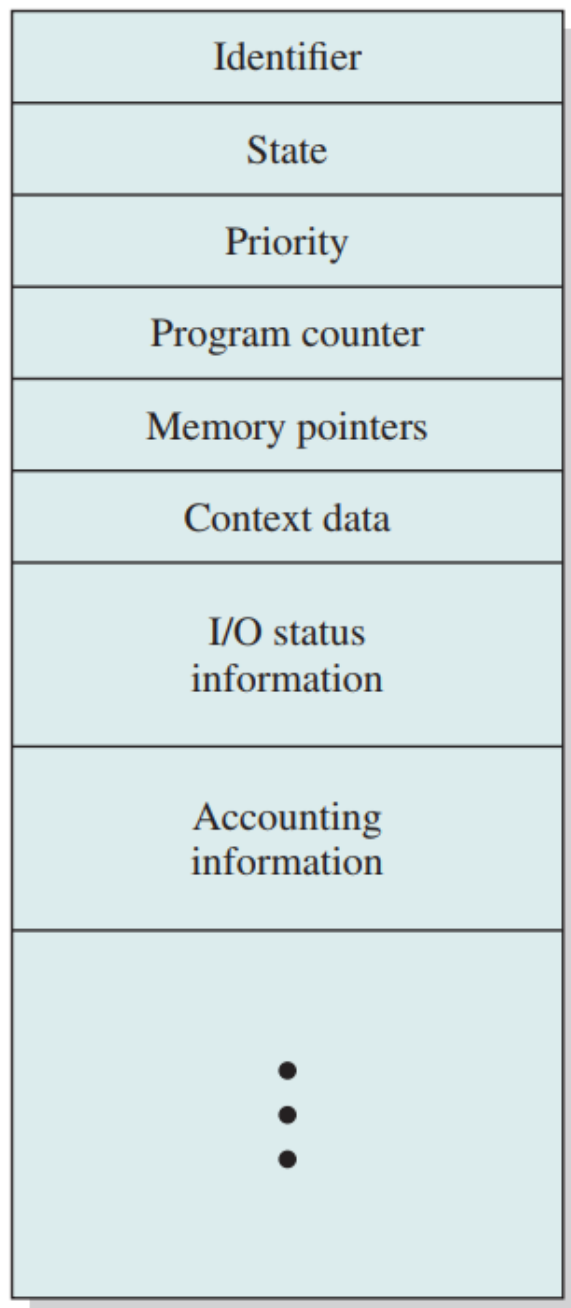 Identifier
State
Priority
Program counter
Memory pointers
Context data
I/O status
information
Accounting
information